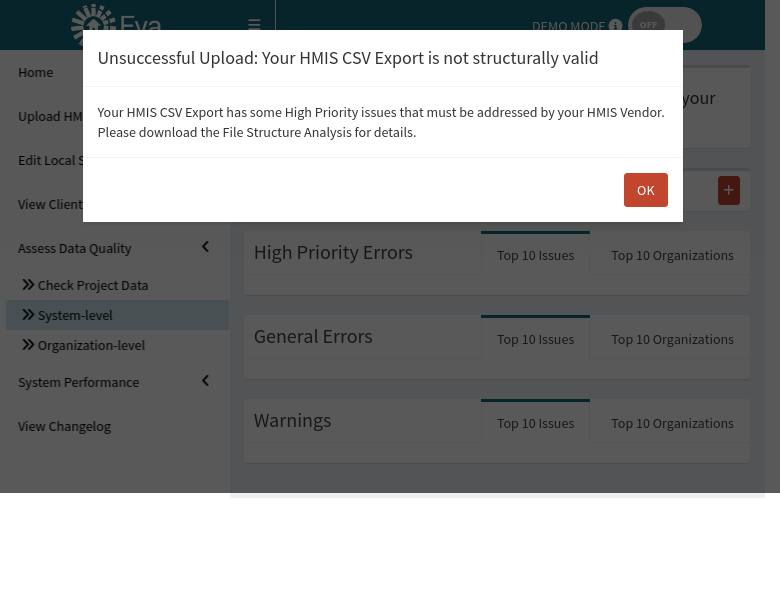 Eva
DEMO MODE
OFF
Unsuccessful Upload: Your HMIS CSV Export is not structurally valid
Your HMIS CSV Export has some High Priority issues that must be addressed by your HMIS Vendor.
Please download the File Structure Analysis for details.
OK
Home
Upload HM
Edit Local S
View Client
Assess Data Quality
Check Project Data
System-level
Organization-level
System Performance
View Changelog
your
+
High Priority Errors
Top 10 Issues
Top 10 Organizations
General Errors
Top 10 Issues
Top 10 Organizations
Warnings
Top 10 Issues
Top 10 Organizations